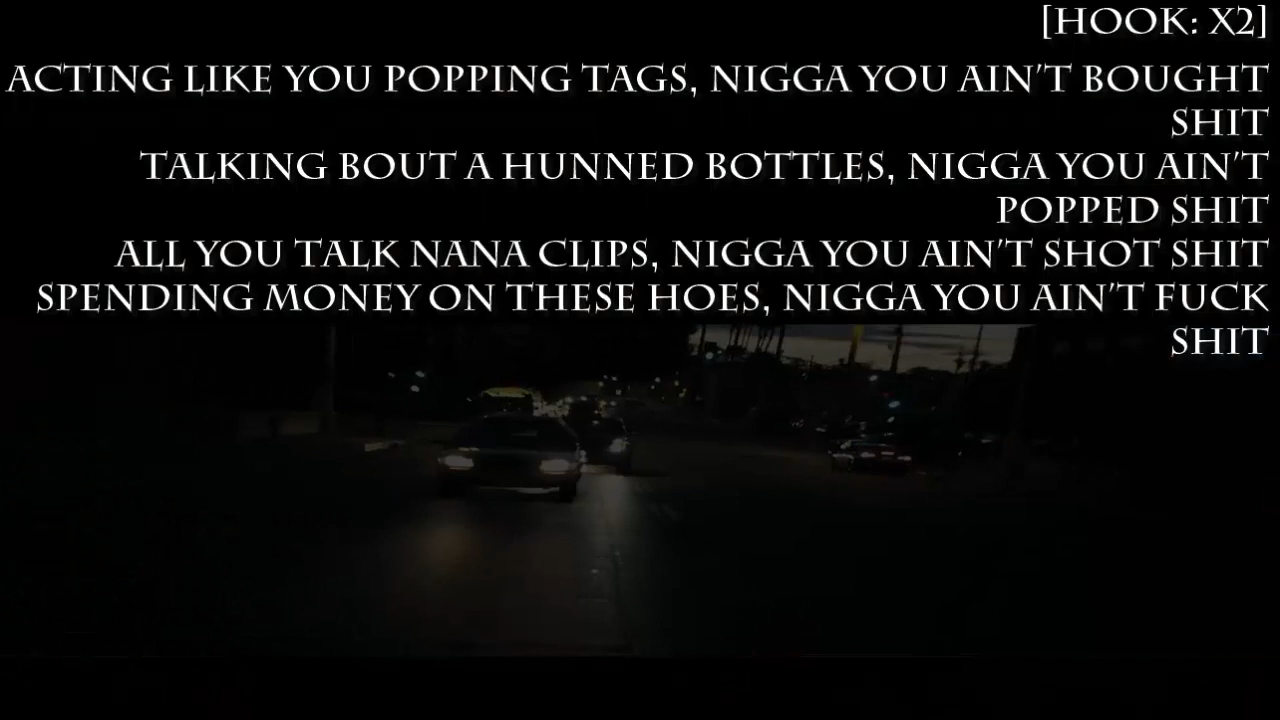 [HOOK: X2]
ACTING LIKE YOU POPPING TAGS, NIGGA YOU AIN'T BOUGHT
SHIT
TALKING BOUT A HUNNED BOTTLES, NIGGA YOU AIN'T
POPPED SHIT
ALL YOU TALK NANA CLIPS, NIGGA YOU AIN'T SHOT SHIT
SPENDING MONEY ON THESE HOES, NIGGA YOU AIN'T FUCK
SHIT